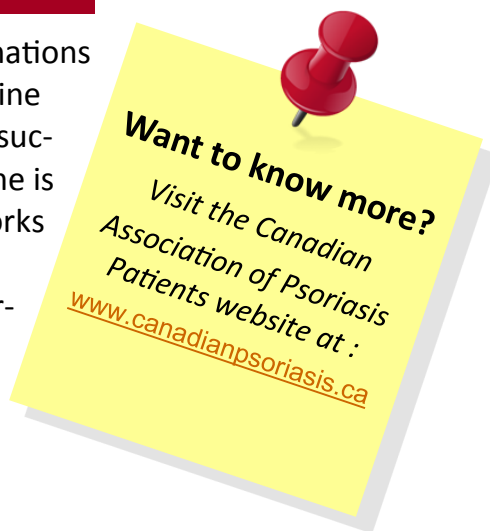 nations
ine
suc-
ne is
orks
r-
Want to know more?
Visit the Canadian
Association of Psoriasis
Patients website at :
www.canadianpsoriasis.ca